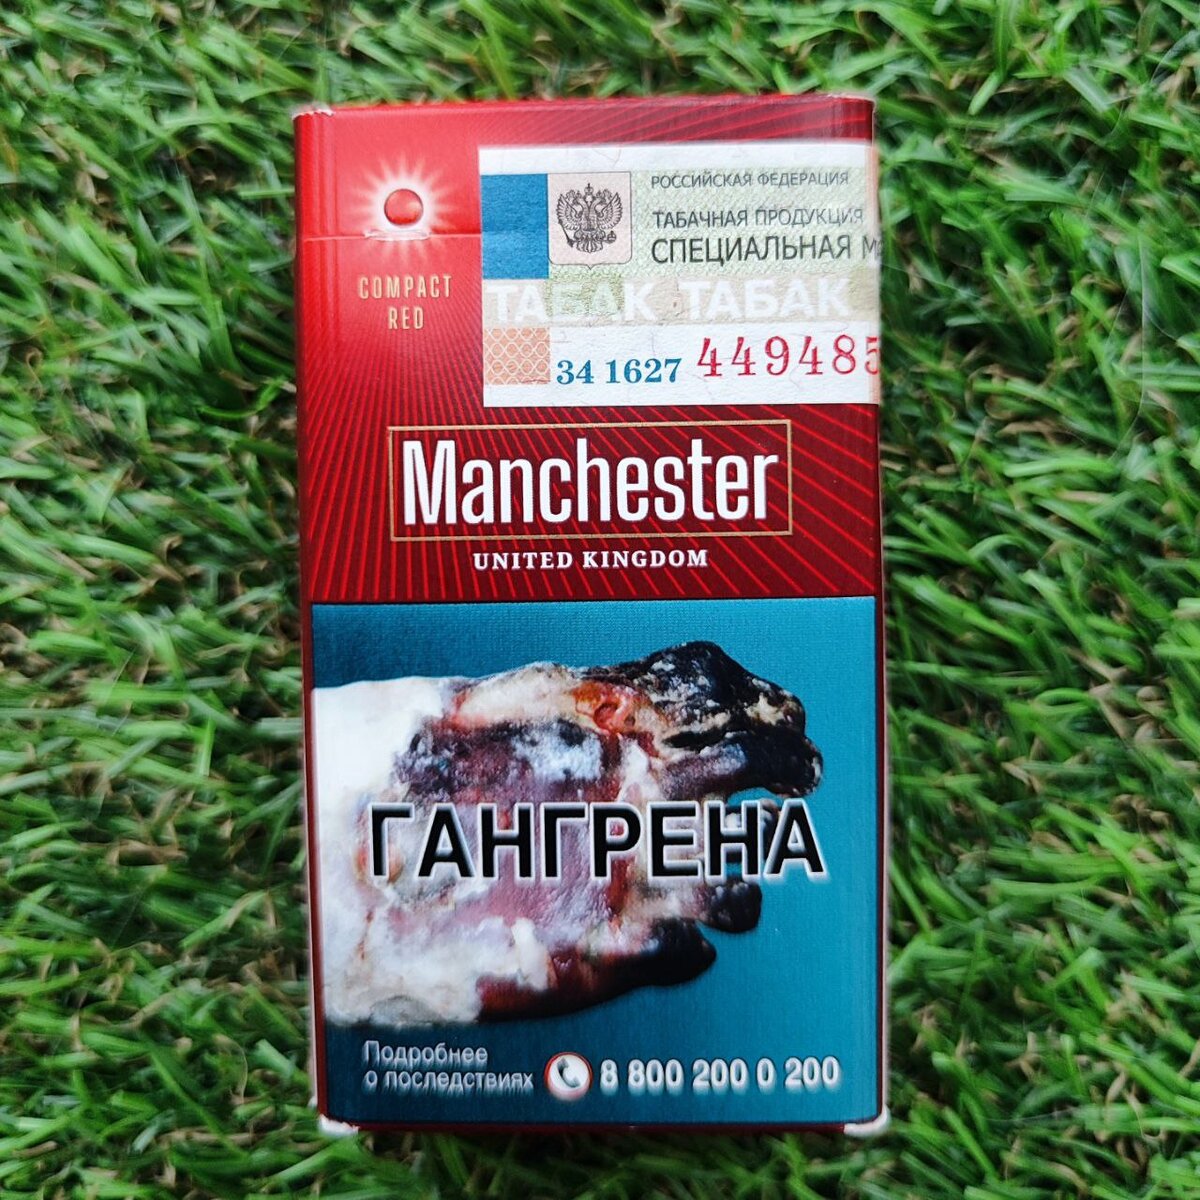 COMPACT
RED
РОССИЙСКАЯ ФЕДЕРАЦИЯ
ТАБАЧНАЯ ПРОДУКЦИЯ
СПЕЦИАЛЬНАЯ
ТАБАК ТАБАК
34 1627 449485
Manchester
UNITED KINGDOM
ГАНГРЕНА
Подробнее
о последствиях 8 800 200 0 200